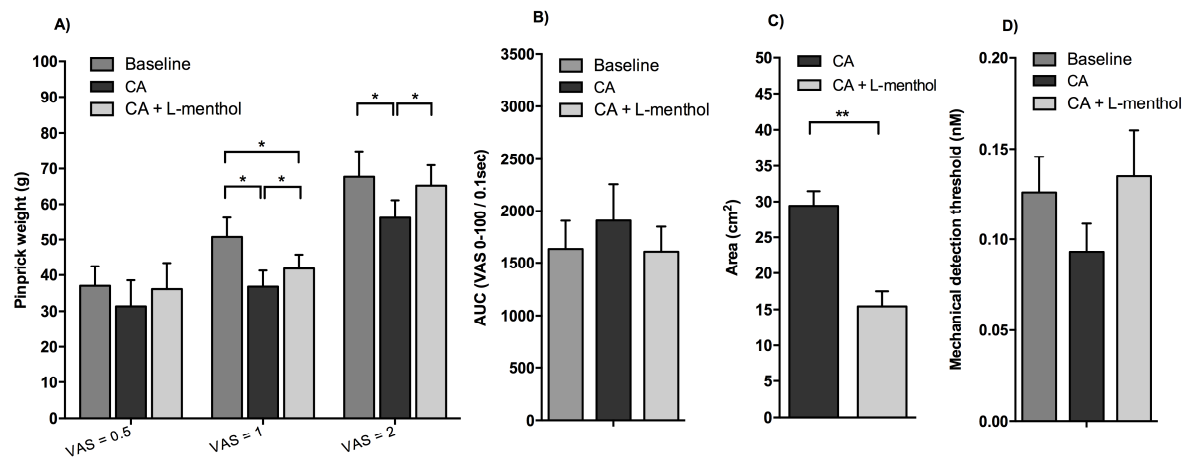 A)
Pinprick weight (g)
100
90
80
70
60
50
40
30
20
10
0
Baseline
CA
CA + L-menthol
*
*
*
*
*
VAS = 0.5
VAS = 1
VAS = 2
B)
AUC (VAS 0-100 / 0.1sec)
3500
3000
2500
2000
1500
1000
500
0
Baseline
CA
CA + L-menthol
C)
Area (cm²)
50
45
40
35
30
25
20
15
10
5
0
CA
CA + L-menthol
**
D)
Mechanical detection threshold (nM)
0.20
0.15
0.10
0.05
0.00
Baseline
CA
CA + L-menthol